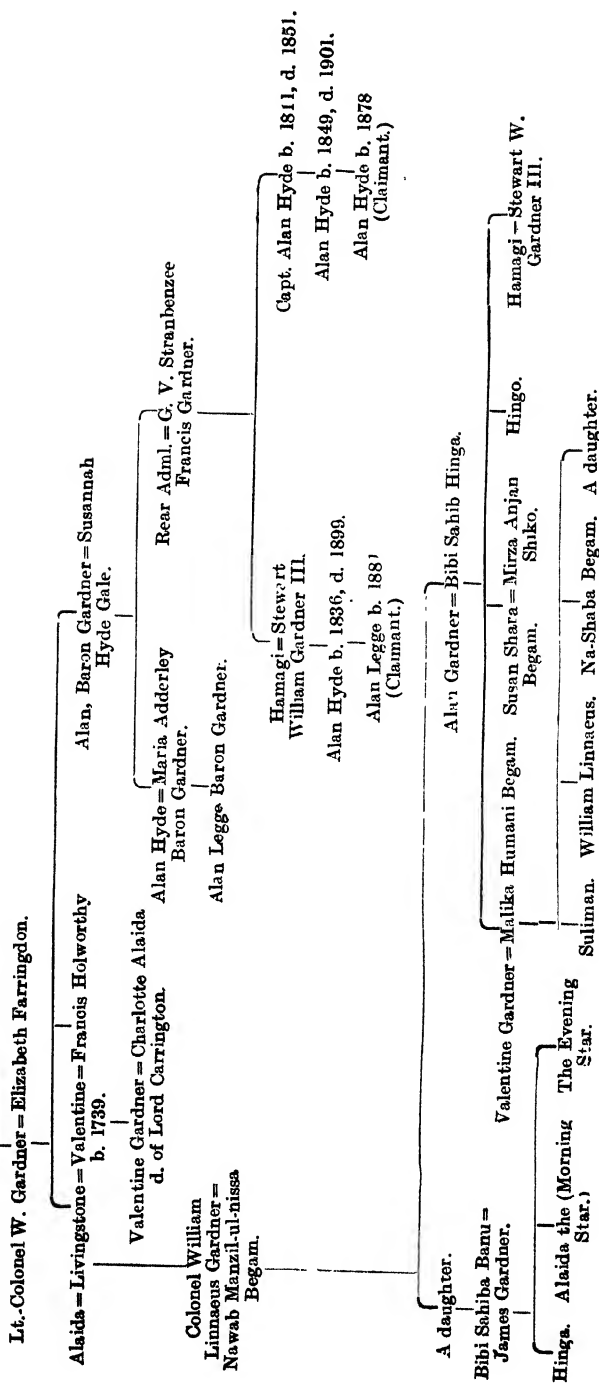 Lt.-Colonel W. Gardner=Elizabeth Farringdon.
Alaida=Livingstone=Valentine=Francis Holworthy
b. 1739.
Alan, Baron Gardner=Susannah
Hyde Gale.
Valentine Gardner=Charlotte Alaida
d. of Lord Carrington.
Alan Hyde=Maria Adderley
Baron Gardner.
Rear Adml.=G. V. Stranbenzee
Francis Gardner.
Alan Legge Baron Gardner.
Colonel William
Linnaeus Gardner=
Nawab Manzil-ul-nissa
Begam.
Hamagi=Stewart
William Gardner III.
Capt. Alan Hyde b. 1811, d. 1851.
Alan Hyde b. 1836, d. 1899.
Alan Hyde b. 1849, d. 1901.
Alan Legge b. 1881
(Claimant.)
Alan Hyde b. 1878
(Claimant.)
A daughter.
Alan Gardner=Bibi Sahib Hinga.
Bibi Sahiba Banu=
James Gardner.
Valentine Gardner=Malika Humani Begam.
Susan Shara=Mirza Anjan
Begam. Shiko.
Hingo.
Hamagi=Stewart W.
Gardner III.
Hinga. Alaida the (Morning
Star.)
The Evening
Star.
Suliman. William Linnaeus. Na-Shaba Begam. A daughter.